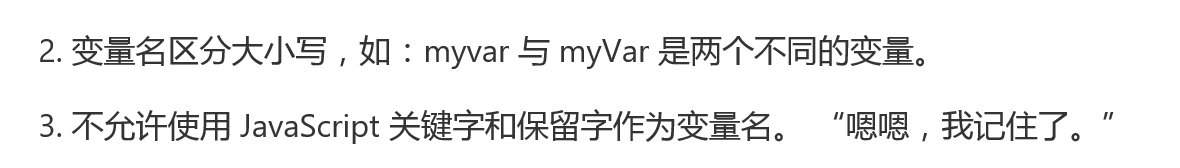 2. 变量名区分大小写，如：myvar 与 myVar 是两个不同的变量。
3. 不允许使用 JavaScript 关键字和保留字作为变量名。 “嗯嗯，我记住了。”